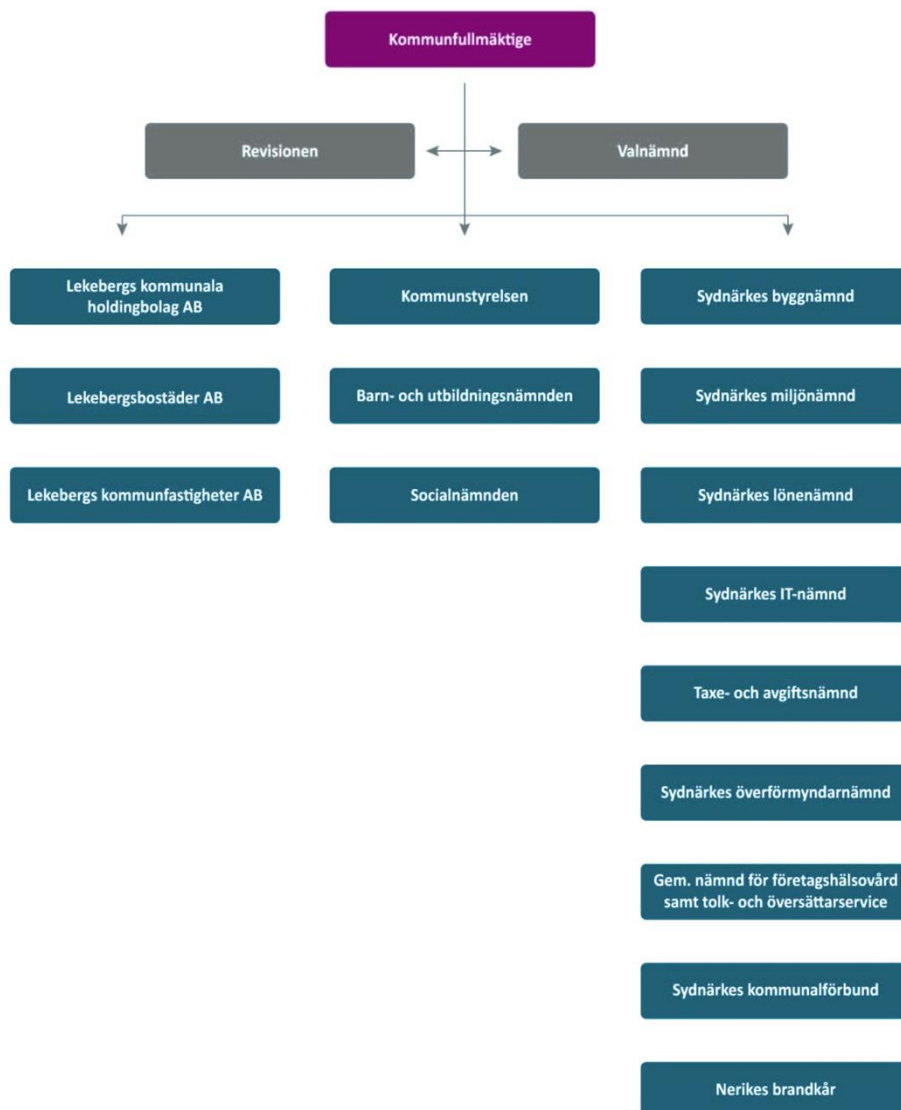 Kommunfullmäktige
Revisionen
Valnämnd
Lekebergs kommunala
holdingbolag AB
Lekebergsbostäder AB
Lekebergs kommunfastigheter AB
Kommunstyrelsen
Barn- och utbildningsnämnden
Socialnämnden
Sydnärkes byggnämnd
Sydnärkes miljönämnd
Sydnärkes lönenämnd
Sydnärkes IT-nämnd
Taxe- och avgiftsnämnd
Sydnärkes överförmyndarnämnd
Gem. nämnd för företagshälsovård
samt tolk- och översättarservice
Sydnärkes kommunalförbund
Nerikes brandkår